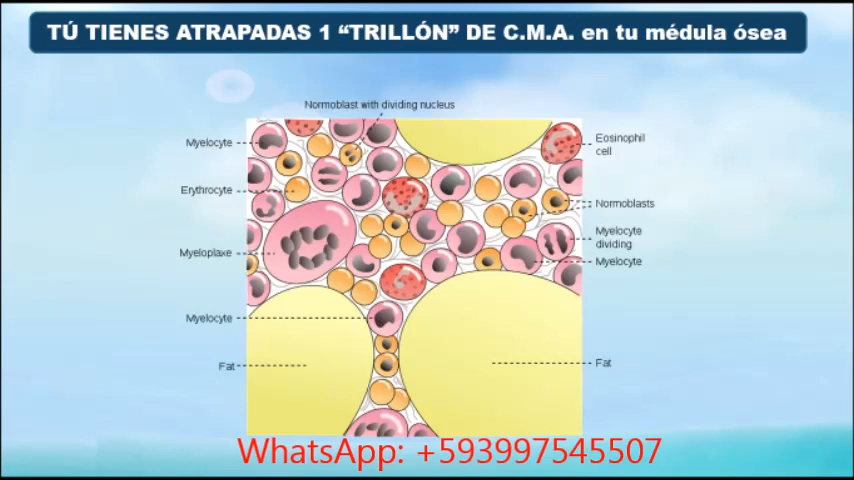 TÚ TIENES ATRAPADAS 1 “TRILLÓN” DE C.M.A. en tu médula ósea
Normoblast with dividing nucleus
Myelocyte
Eosinophil
cell
Erythrocyte
Normoblasts
Myelocyte
dividing
Myeloplaxe
Myelocyte
Myelocyte
Fat
Fat
WhatsApp: +593997545507